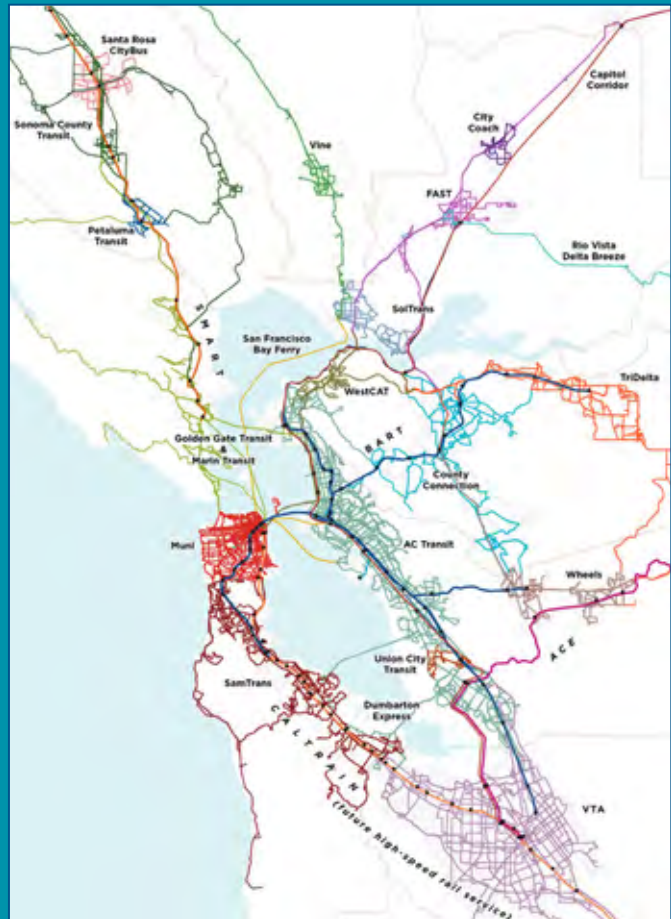 Santa Rosa
CityBus
Capitol
Corridor
Sonoma County
Transit
City
Coach
Vine
FAST
Petaluma
Transit
Rio Vista
Delta Breeze
SMART
SolTrans
San Francisco
Bay Ferry
WestCAT
TriDelta
Golden Gate Transit
&
Marin Transit
BART
County
Connection
Muni
AC Transit
Wheels
ACE
Union City
Transit
SamTrans
Dumbarton
Express
CALTRAIN
(future high-speed rail service)
VTA